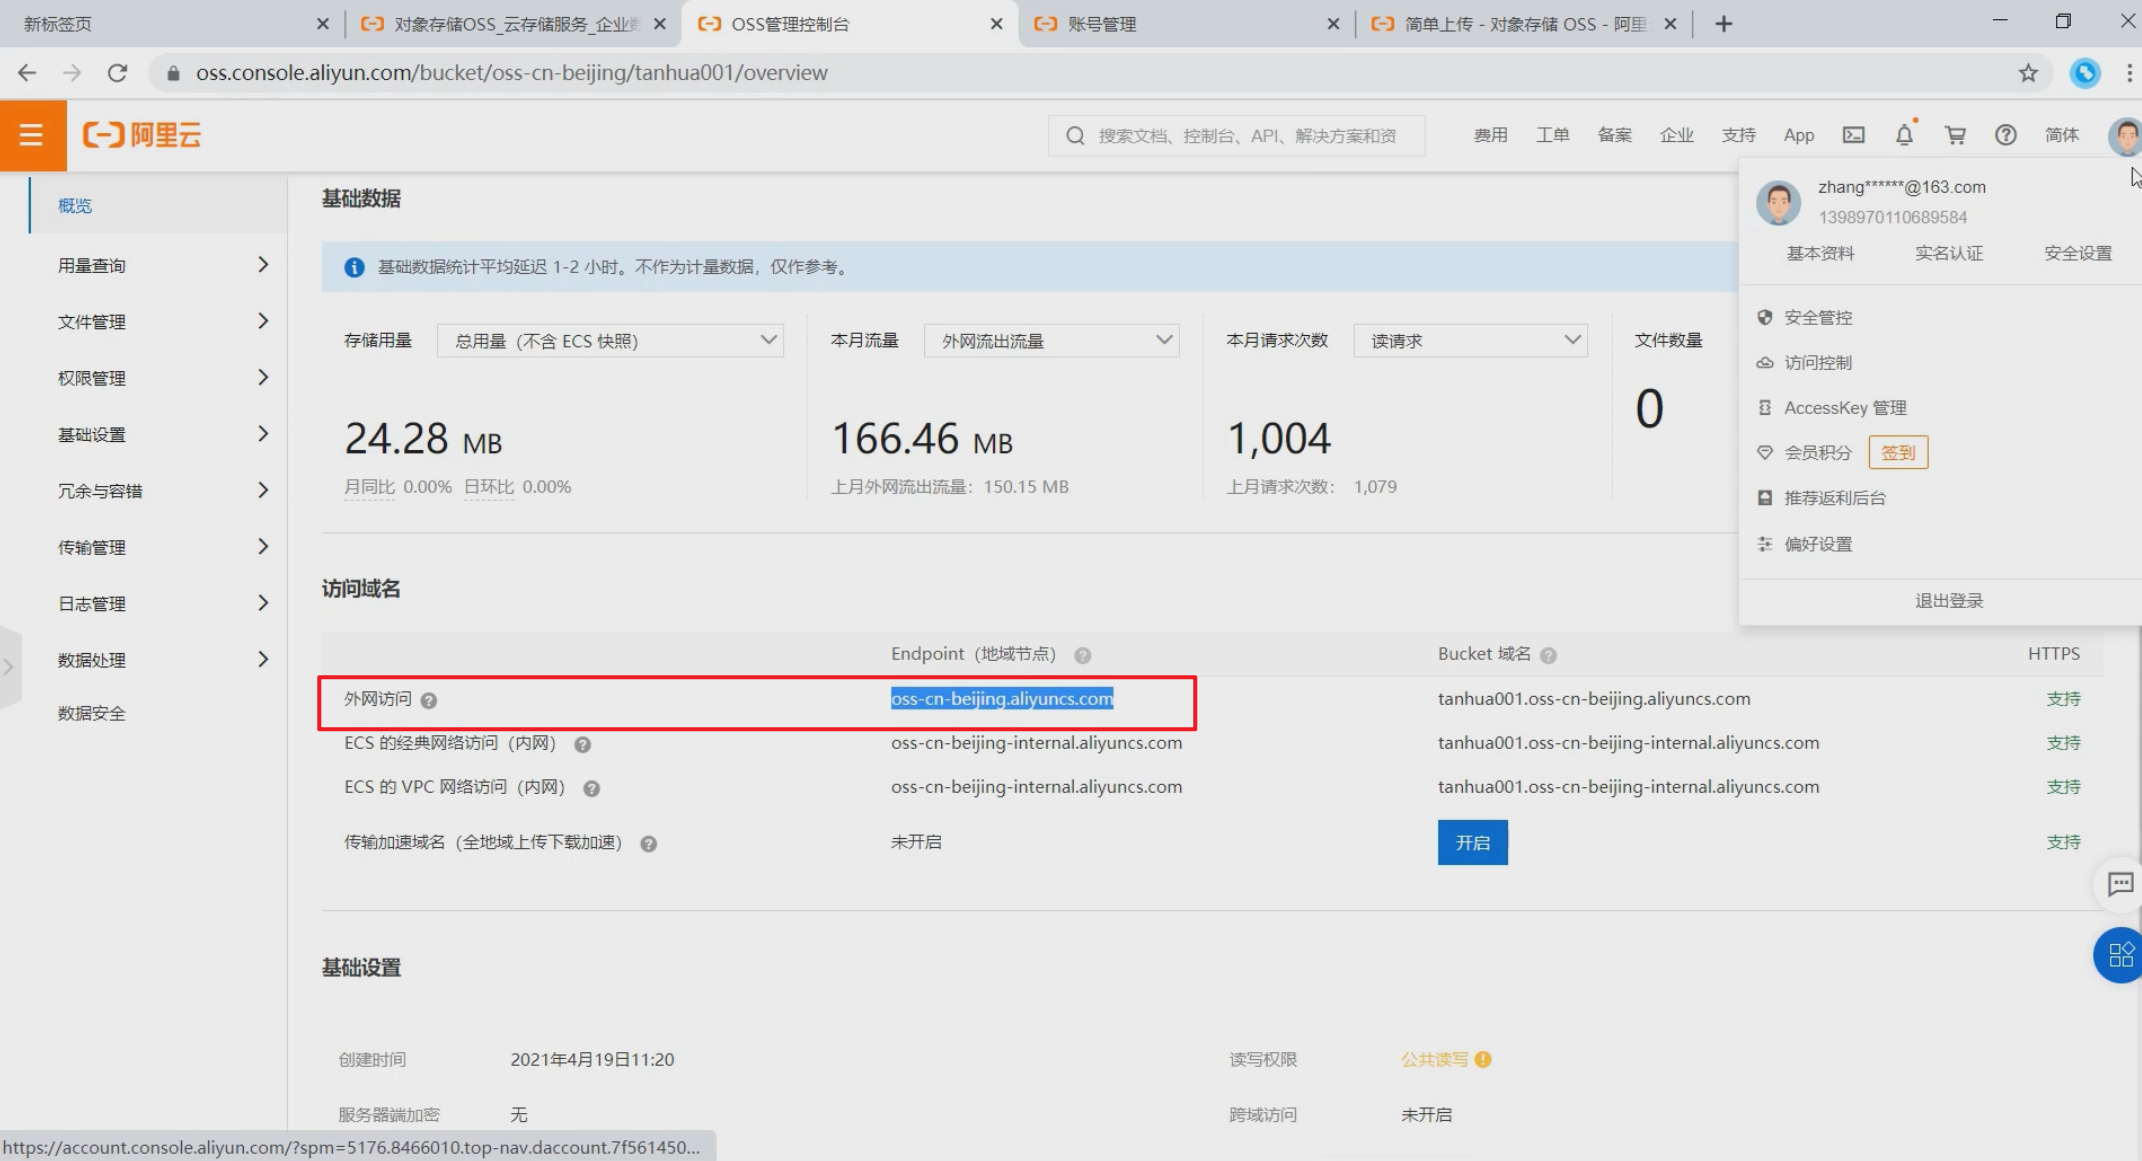 新标签页
对象存储OSS_云存储服务_企业数
OSS管理控制台
账号管理
简单上传 - 对象存储 OSS - 阿里
oss.console.aliyun.com/bucket/oss-cn-beijing/tanhua001/overview
阿里云
搜索文档、控制台、API、解决方案和资
费用 工单 备案 企业 支持 App 简体
zhang******@163.com
1398970110689584
基本资料 实名认证 安全设置
安全管控
访问控制
AccessKey 管理
会员积分 签到
推荐返利后台
偏好设置
退出登录
概览
用量查询
文件管理
权限管理
基础设置
冗余与容错
传输管理
日志管理
数据处理
数据安全
基础数据
基础数据统计平均延迟 1-2 小时。不作为计量数据，仅作参考。
存储用量 总用量（不含 ECS 快照） 本月流量 外网流出流量 本月请求次数 读请求 文件数量
24.28 MB 166.46 MB 1,004 0
月同比 0.00% 日环比 0.00% 上月外网流出流量：150.15 MB 上月请求次数： 1,079
访问域名
Endpoint（地域节点） Bucket 域名 HTTPS
外网访问 oss-cn-beijing.aliyuncs.com tanhua001.oss-cn-beijing.aliyuncs.com 支持
ECS 的经典网络访问（内网） oss-cn-beijing-internal.aliyuncs.com tanhua001.oss-cn-beijing-internal.aliyuncs.com 支持
ECS 的 VPC 网络访问（内网） oss-cn-beijing-internal.aliyuncs.com tanhua001.oss-cn-beijing-internal.aliyuncs.com 支持
传输加速域名（全地域上传下载加速） 未开启 开启 支持
基础设置
创建时间 2021年4月19日11:20 读写权限 公共读写
服务器端加密 无 跨域访问 未开启
https://account.console.aliyun.com/?spm=5176.8466010.top-nav.daccount.7f561450...